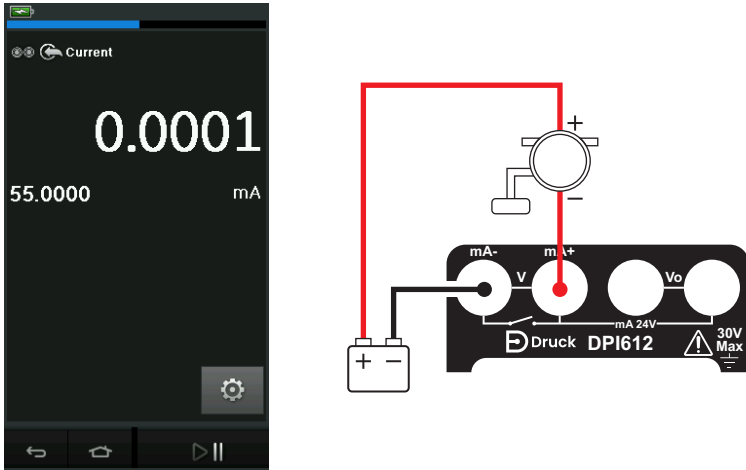 Current
0.0001
55.0000 mA
+
−
mA- mA+
V Vo
mA 24V
+ −
Druck DPI612
30V
Max